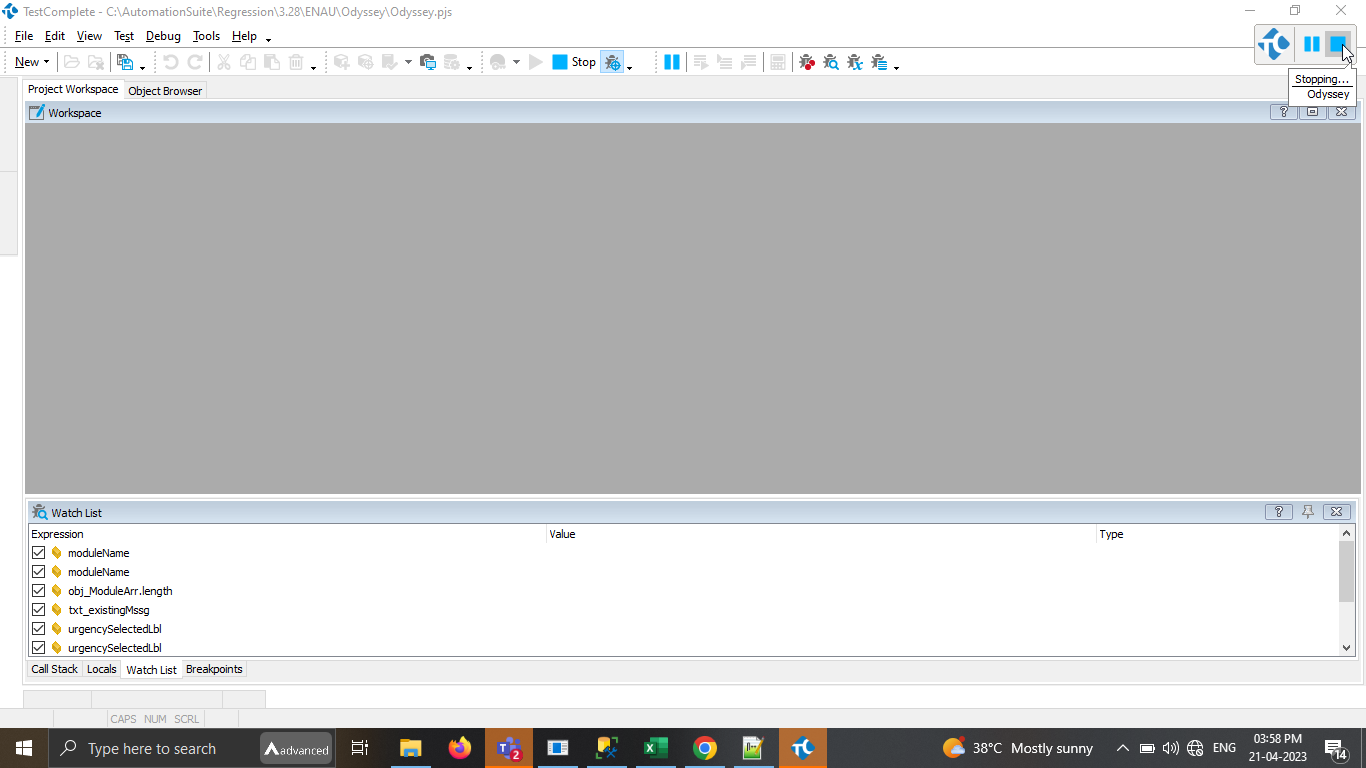 TestComplete - C:\AutomationSuite\Regression\3.28\ENAU\Odyssey\Odyssey.pjs
File Edit View Test Debug Tools Help
New Stop
Stopping...
Odyssey
Project Workspace Object Browser
Workspace
Watch List
Expression Value Type
moduleName
moduleName
obj_ModuleArr.length
txt_existingMssg
urgencySelectedLbl
urgencySelectedLbl
Call Stack Locals Watch List Breakpoints
CAPS NUM SCRL
Type here to search advanced 2 38°C Mostly sunny ENG 03:58 PM
21-04-2023 14